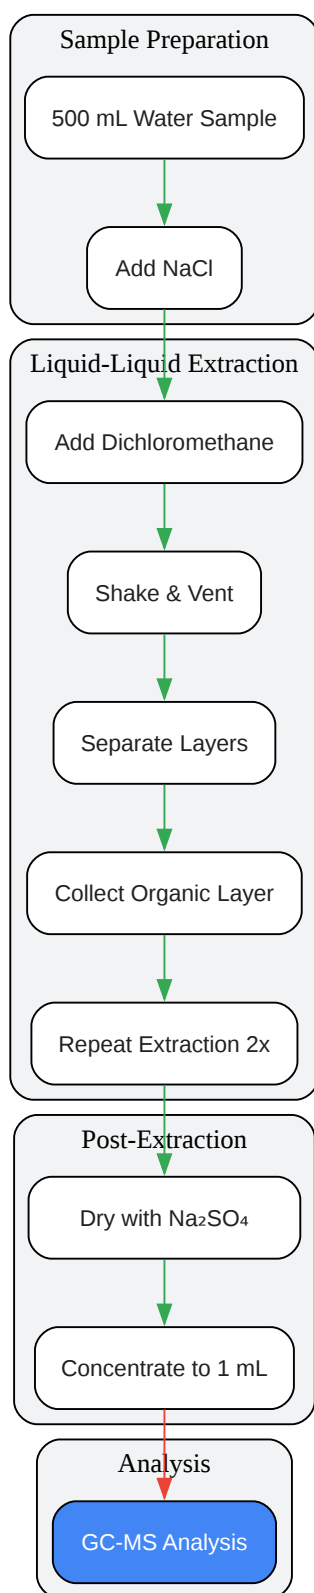 Sample Preparation
500 mL Water Sample
Add NaCl
Liquid-Liquid Extraction
Add Dichloromethane
Shake & Vent
Separate Layers
Collect Organic Layer
Repeat Extraction 2x
Post-Extraction
Dry with Na₂SO₄
Concentrate to 1 mL
Analysis
GC-MS Analysis